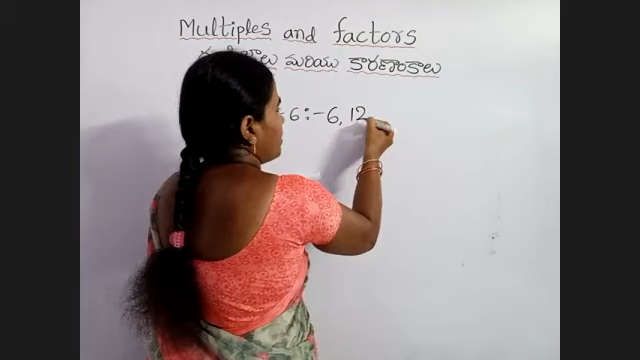 Multiples and factors
మరియు కారణాంకాలు
6 :- 6, 12